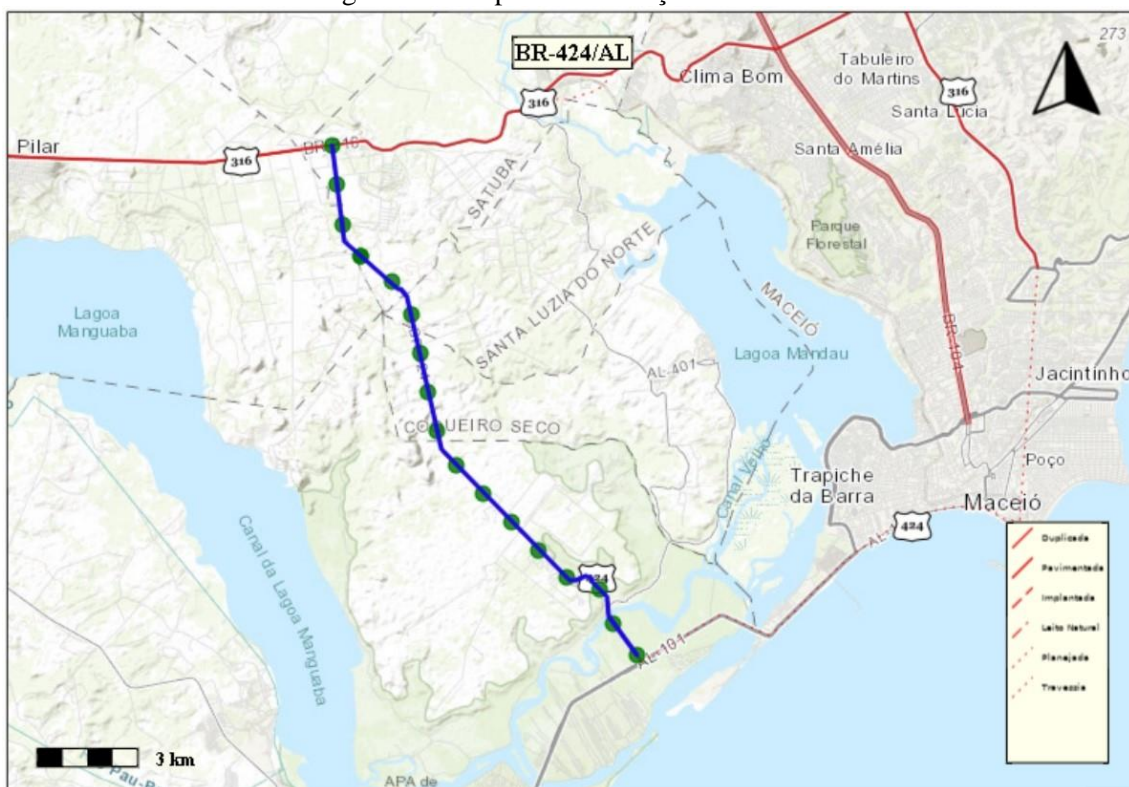 BR-424/AL
273
Clima Bom
Tabuleiro
do Martins
316
316
Santa Lúcia
Pilar
316
Santa Amélia
SATUBA
Parque
Florestal
SANTA LUZIA DO NORTE
MACEIÓ
Lagoa
Manguaba
Lagoa Mandau
BR-104
AL-401
Jacintinho
Canal Velho
Poço
Trapiche
da Barra
Maceió
424
Canal da Lagoa Manguaba
AL-101
Duplicada
Pavimentada
Implantada
Leito Natural
Planejada
Travessia
3 km
APA de